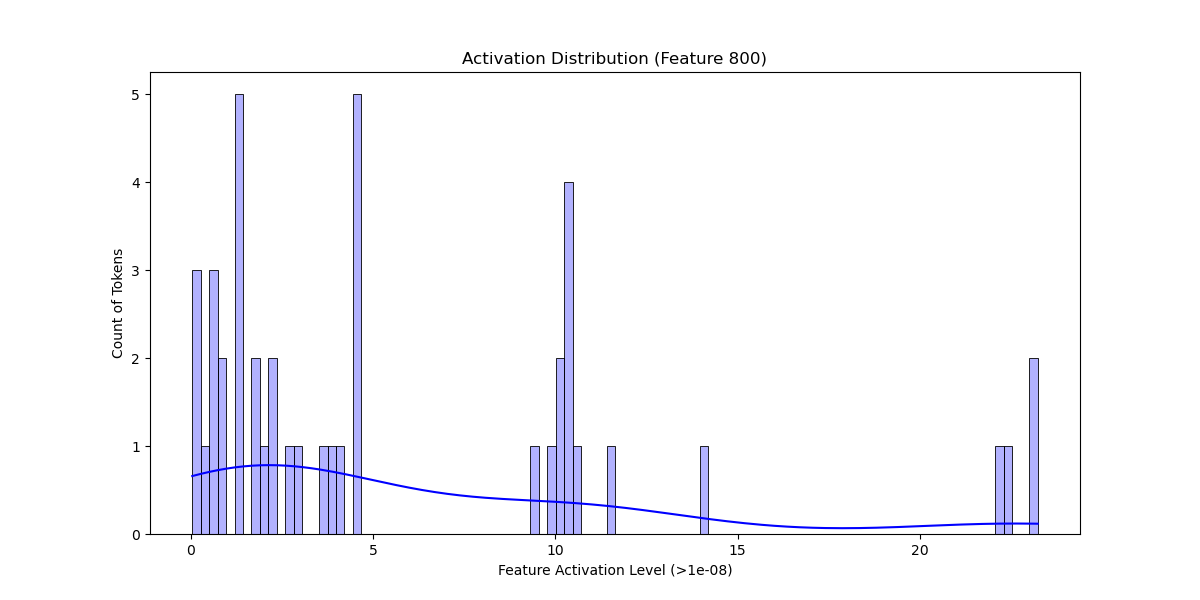 Activation Distribution (Feature 800)
5
4
3
2
1
0
Count of Tokens
0 5 10 15 20
Feature Activation Level (>1e-08)